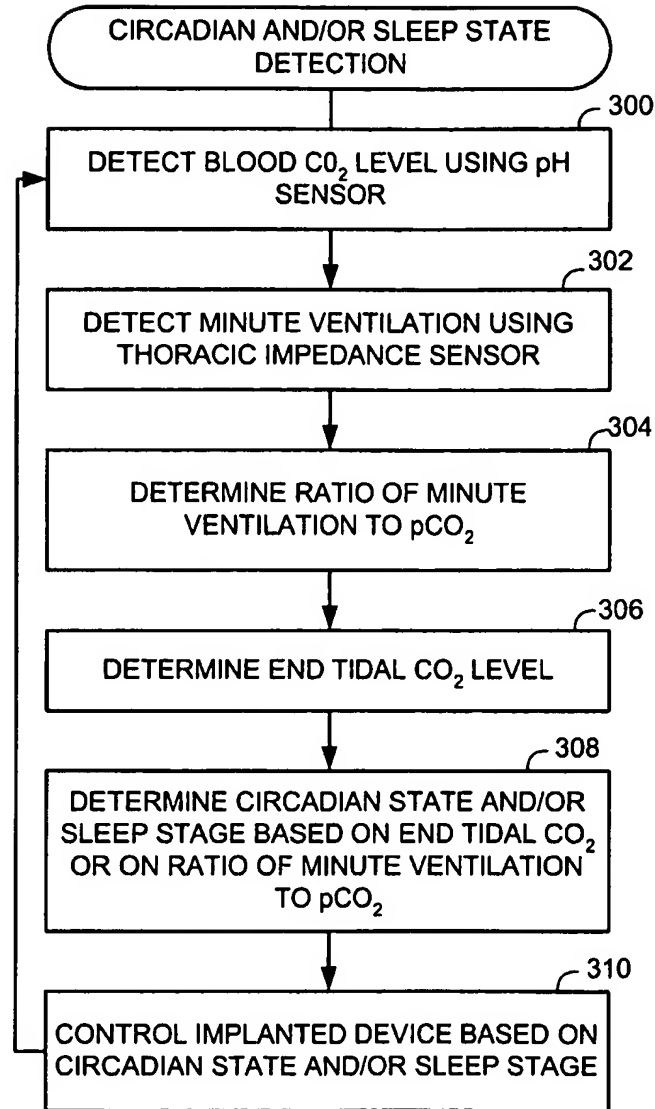 CIRCADIAN AND/OR SLEEP STATE
DETECTION
300
DETECT BLOOD C0₂ LEVEL USING pH
SENSOR
302
DETECT MINUTE VENTILATION USING
THORACIC IMPEDANCE SENSOR
304
DETERMINE RATIO OF MINUTE
VENTILATION TO pCO₂
306
DETERMINE END TIDAL CO₂ LEVEL
308
DETERMINE CIRCADIAN STATE AND/OR
SLEEP STAGE BASED ON END TIDAL CO₂
OR ON RATIO OF MINUTE VENTILATION
TO pCO₂
310
CONTROL IMPLANTED DEVICE BASED ON
CIRCADIAN STATE AND/OR SLEEP STAGE